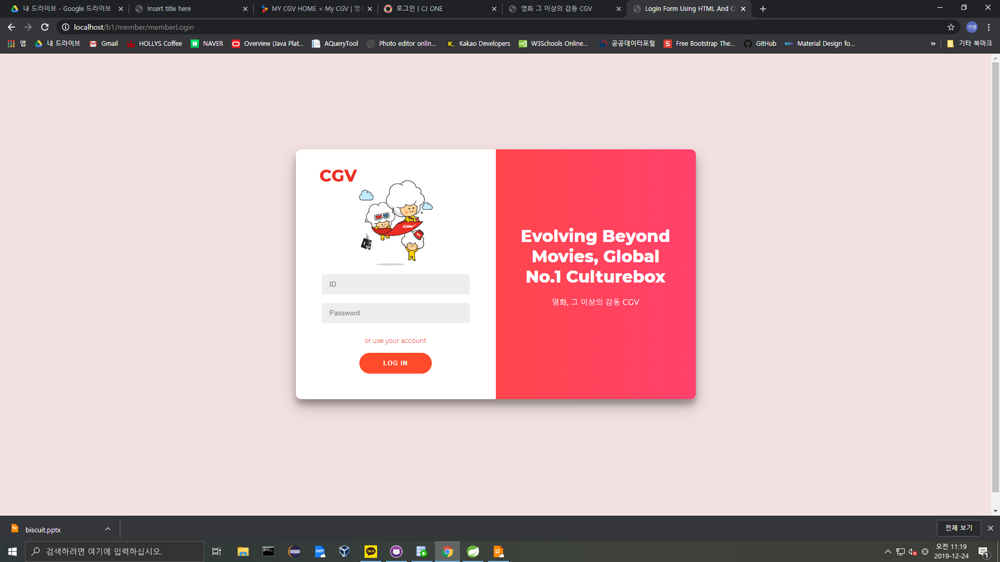 내 드라이브 - Google 드라이브
Insert title here
MY CGV HOME < My CGV | 영
로그인 | CJ ONE
영화 그 이상의 감동 CGV
Login Form Using HTML And CS
localhost/b1/member/memberLogin
가영
앱
내 드라이브
Gmail
HOLLYS Coffee
NAVER
Overview (Java Plat...
AQueryTool
Photo editor onlin...
Kakao Developers
W3Schools Online...
공공데이터포털
Free Bootstrap The...
GitHub
Material Design fo...
»
기타 북마크
CGV
CGV
ID
Password
or use your account
LOG IN
Evolving Beyond
Movies, Global
No.1 Culturebox
영화, 그 이상의 감동 CGV
biscuit.pptx
전체 보기
검색하려면 여기에 입력하십시오.
HWP
TALK
오전 11:19
2019-12-24
1